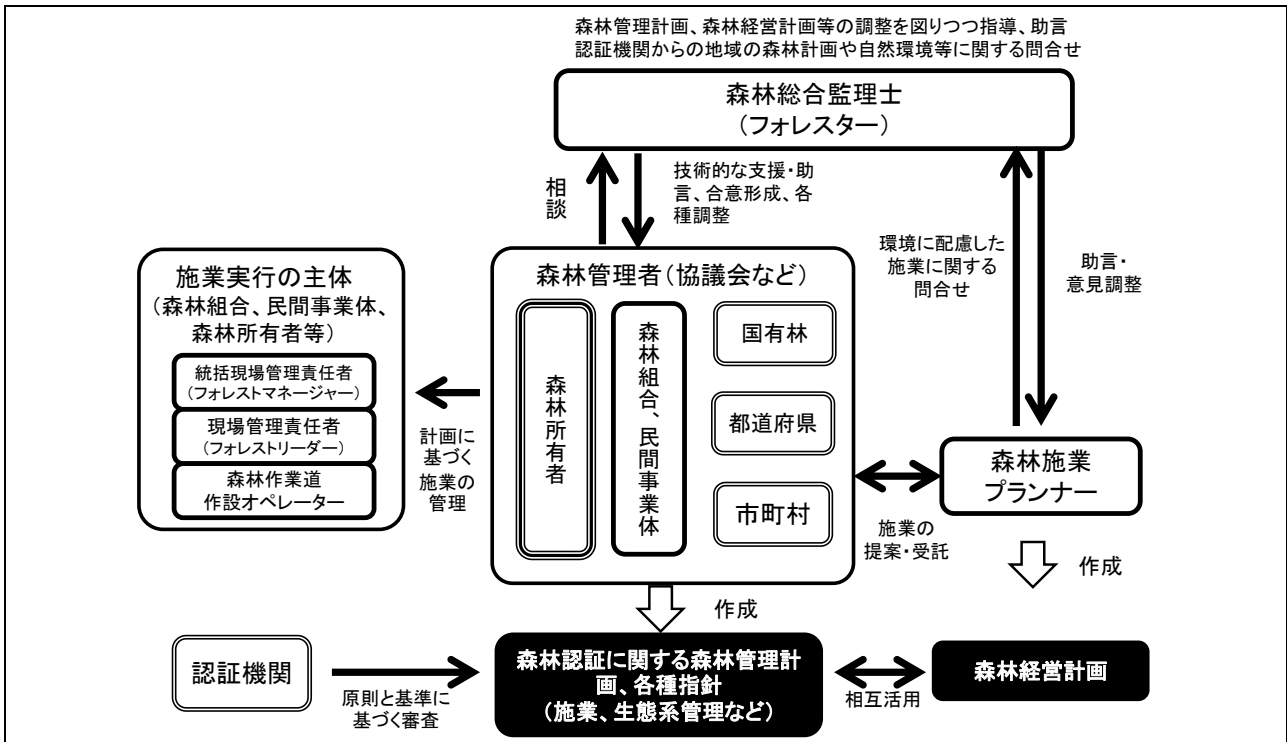 森林管理計画、森林経営計画等の調整を図りつつ指導、助言
認証機関からの地域の森林計画や自然環境等に関する問合せ
森林総合監理士
(フォレスター)
相談
技術的な支援・助
言、合意形成、各
種調整
環境に配慮した
施業に関する
問合せ
助言・
意見調整
施業実行の主体
(森林組合、民間事業体、
森林所有者等)
統括現場管理責任者
(フォレストマネージャー)
現場管理責任者
(フォレストリーダー)
森林作業道
作設オペレーター
計画に
基づく
施業の
管理
森林管理者(協議会など)
森林所有者
森林組合、民間事業体
国有林
都道府県
市町村
施業の
提案・受託
森林施業
プランナー
作成
作成
認証機関
原則と基準に
基づく審査
森林認証に関する森林管理計
画、各種指針
(施業、生態系管理など)
相互活用
森林経営計画